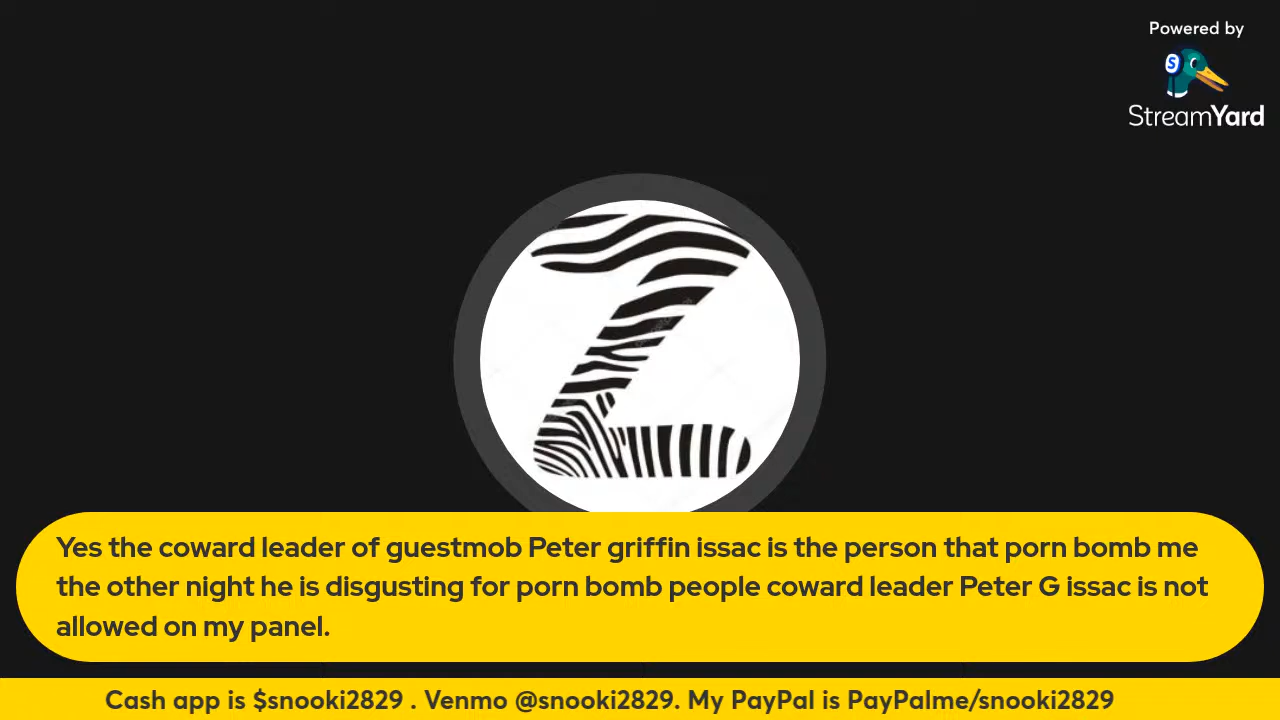 Powered by
S
StreamYard
Yes the coward leader of guestmob Peter griffin issac is the person that porn bomb me
the other night he is disgusting for porn bomb people coward leader Peter G issac is not
allowed on my panel.
Cash app is $snooki2829 . Venmo @snooki2829. My PayPal is PayPalme/snooki2829